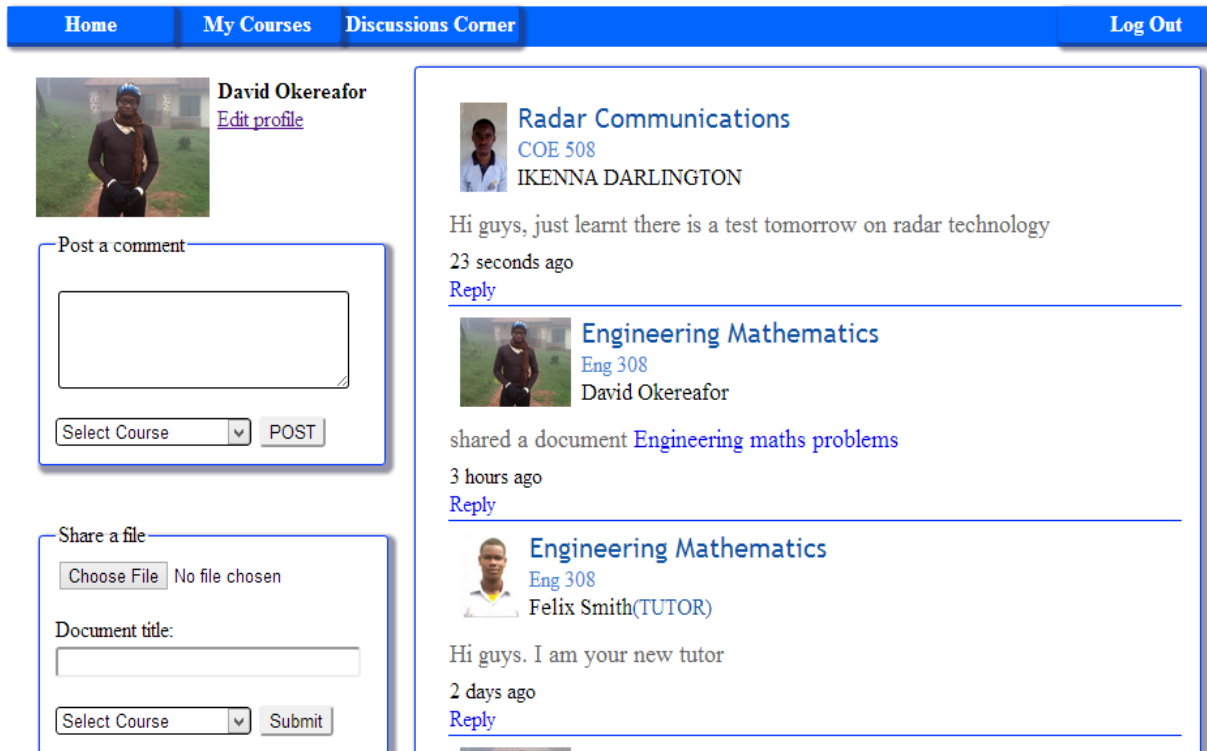 Home My Courses Discussions Corner Log Out
David Okereafor
Edit profile
Post a comment
Select Course POST
Share a file
Choose File No file chosen
Document title:
Select Course Submit
Radar Communications
COE 508
IKENNA DARLINGTON
Hi guys, just learnt there is a test tomorrow on radar technology
23 seconds ago
Reply
Engineering Mathematics
Eng 308
David Okereafor
shared a document Engineering maths problems
3 hours ago
Reply
Engineering Mathematics
Eng 308
Felix Smith(TUTOR)
Hi guys. I am your new tutor
2 days ago
Reply